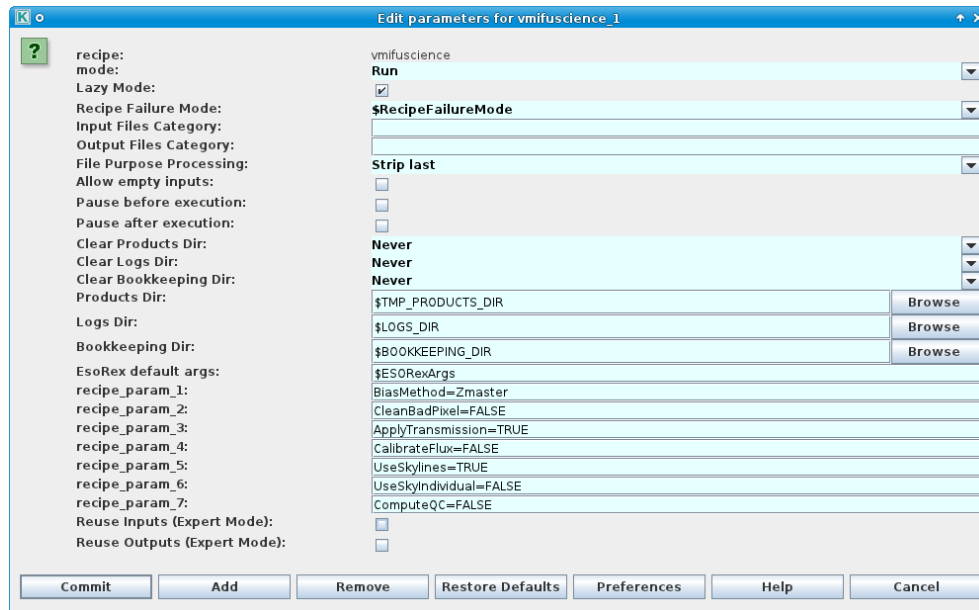 Edit parameters for vmifuscience_1
?
recipe: vmifuscience
mode: Run
Lazy Mode:
Recipe Failure Mode: $RecipeFailureMode
Input Files Category:
Output Files Category:
File Purpose Processing: Strip last
Allow empty inputs:
Pause before execution:
Pause after execution:
Clear Products Dir: Never
Clear Logs Dir: Never
Clear Bookkeeping Dir: Never
Products Dir: $TMP_PRODUCTS_DIR Browse
Logs Dir: $LOGS_DIR Browse
Bookkeeping Dir: $BOOKKEEPING_DIR Browse
EsoRex default args: $ESORexArgs
recipe_param_1: BiasMethod=Zmaster
recipe_param_2: CleanBadPixel=FALSE
recipe_param_3: ApplyTransmission=TRUE
recipe_param_4: CalibrateFlux=FALSE
recipe_param_5: UseSkylines=TRUE
recipe_param_6: UseSkyIndividual=FALSE
recipe_param_7: ComputeQC=FALSE
Reuse Inputs (Expert Mode):
Reuse Outputs (Expert Mode):
Commit Add Remove Restore Defaults Preferences Help Cancel